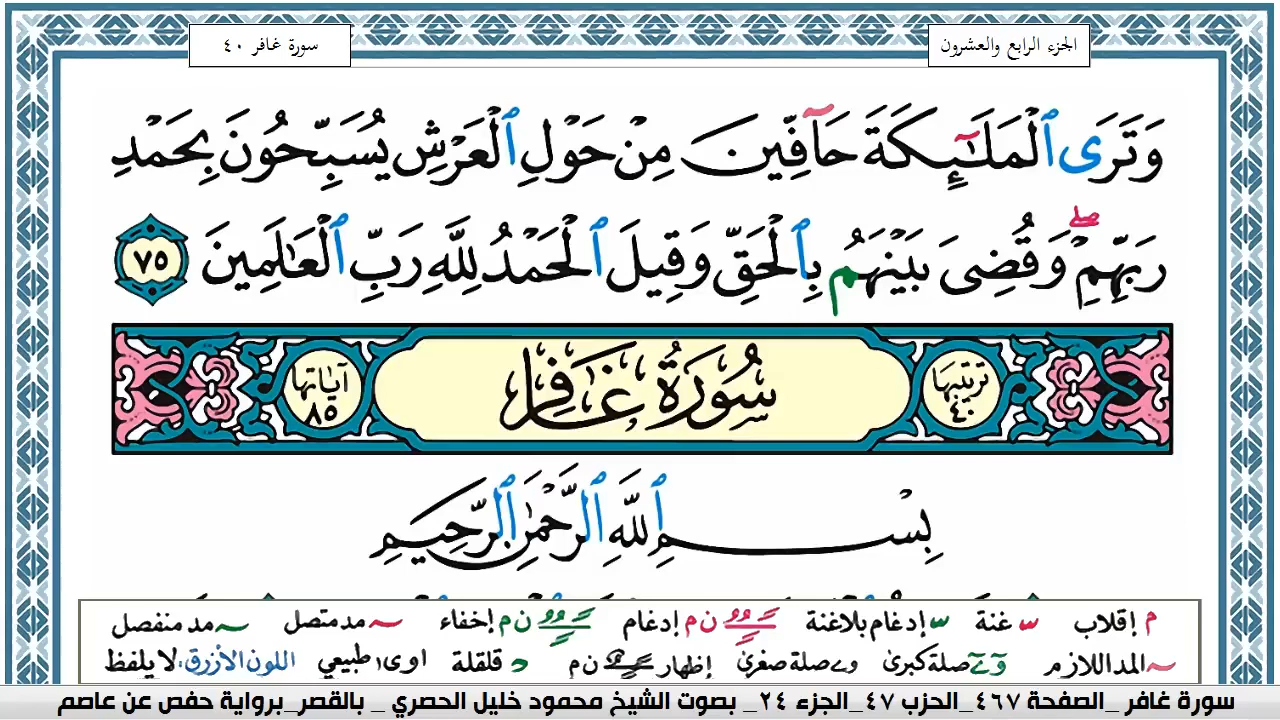 الجزء الرابع والعشرون
سورة غافر ٤٠
وَتَرَى ٱلْمَلَـٰٓئِكَةَ حَآفِّينَ مِنْ حَوْلِ ٱلْعَرْشِ يُسَبِّحُونَ بِحَمْدِ
رَبِّهِمْ ۖ وَقُضِىَ بَيْنَهُم بِٱلْحَقِّ وَقِيلَ ٱلْحَمْدُ لِلَّهِ رَبِّ ٱلْعَـٰلَمِينَ ٧٥
ترتيبها ٤٠
سُورَةُ غَافِرٍ
آيَاتها ٨٥
بِسْمِ ٱللَّهِ ٱلرَّحْمَـٰنِ ٱلرَّحِيمِ
م إقلاب س غنة س إدغام بلاغنة ن م إدغام ن م إخفاء مد متصل مد منفصل
المد اللازم و ے صلة كبرى و ے صلة صغرى إظهار ن م د قلقلة اوى طبيعي اللون الأزرق: لا يلفظ
سورة غافر _الصفحة ٤٦٧_الحزب ٤٧_الجزء ٢٤_ بصوت الشيخ محمود خليل الحصري _ بالقصر_برواية حفص عن عاصم